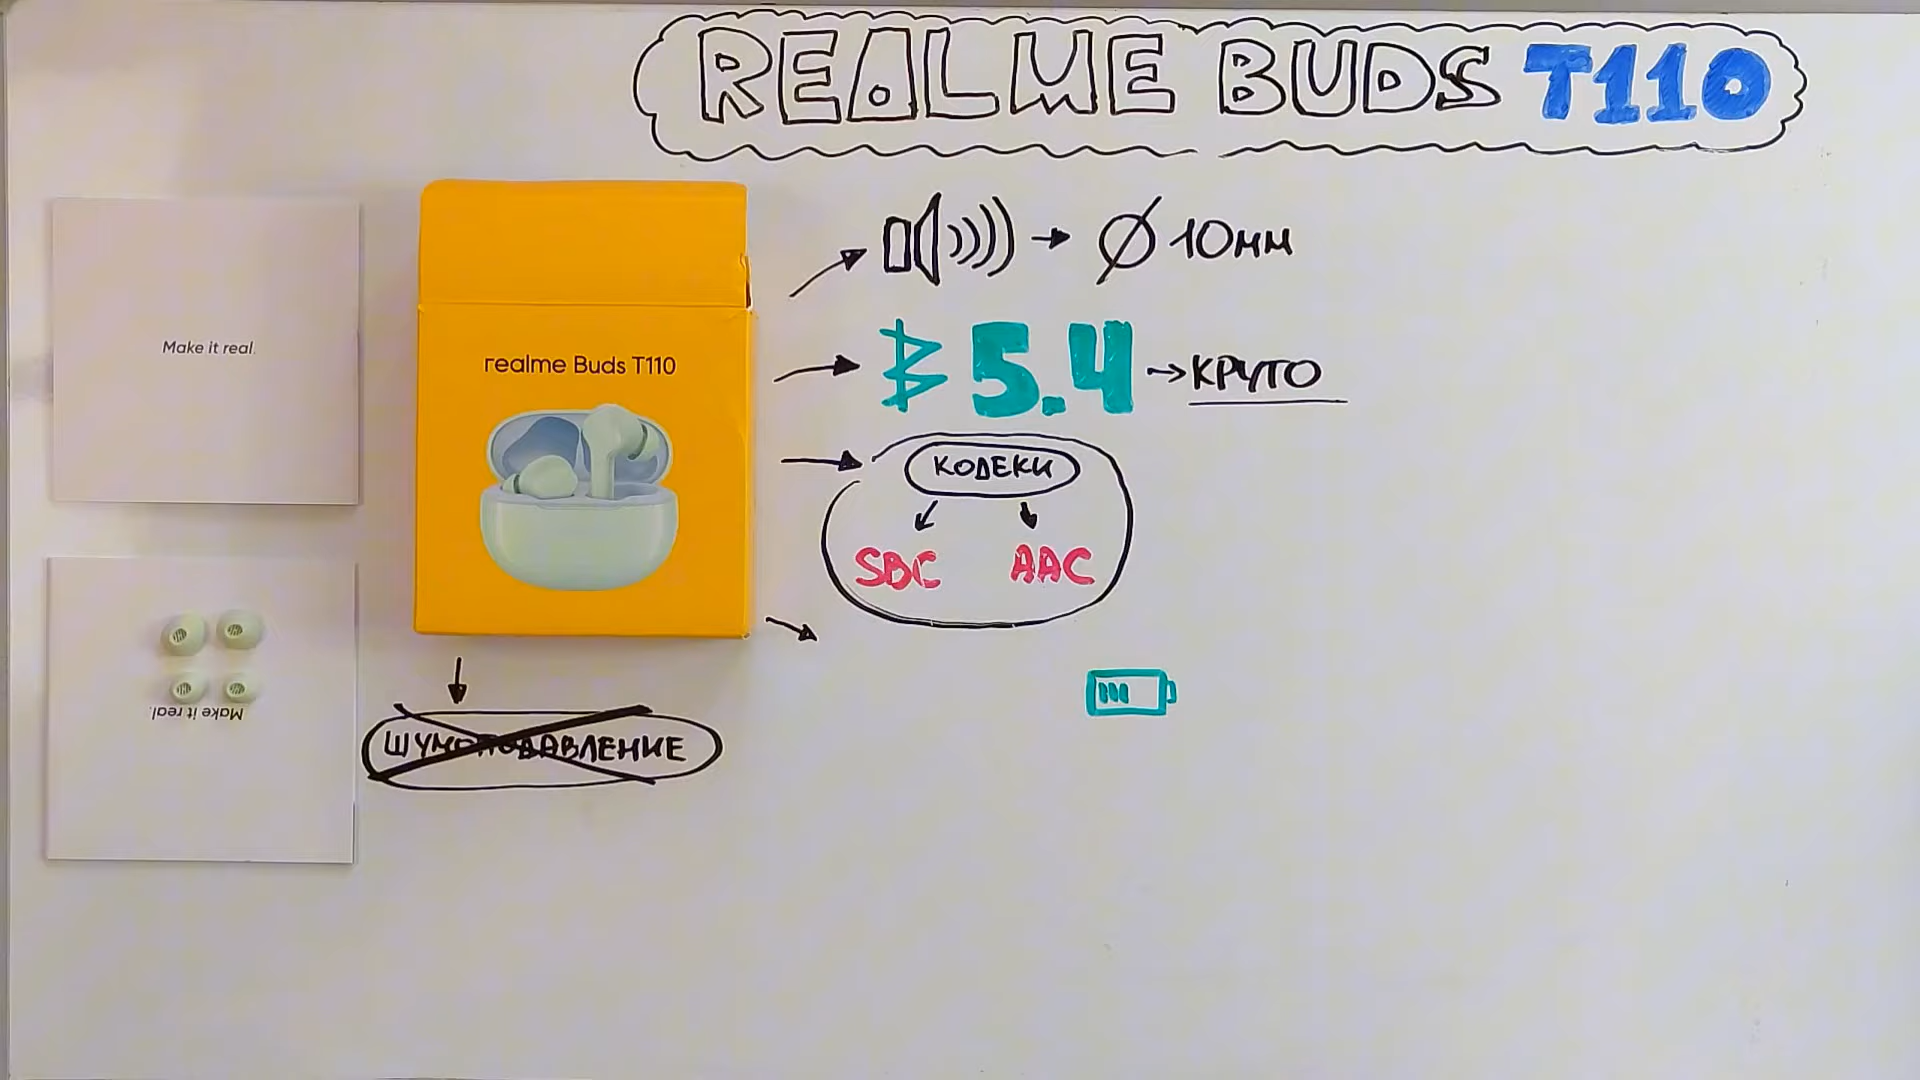 REALME BUDS T110
Make it real.
realme Buds T110
Ø 10мм
5.4 → КРУТО
КОДЕКИ
SBC AAC
Make it real.
ШУМОПОДАВЛЕНИЕ